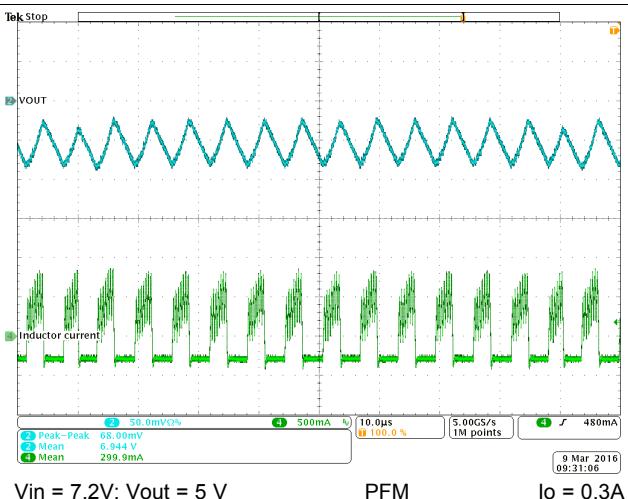 Tek Stop
T
2 VOUT
4 Inductor current
2 50.0mVΩ 4 500mA
10.0µs
T 100.0 %
5.00GS/s
1M points
4 480mA
2 Peak-Peak 68.00mV
2 Mean 6.944 V
4 Mean 299.9mA
9 Mar 2016
09:31:06
Vin = 7.2V; Vout = 5 V PFM Io = 0.3A